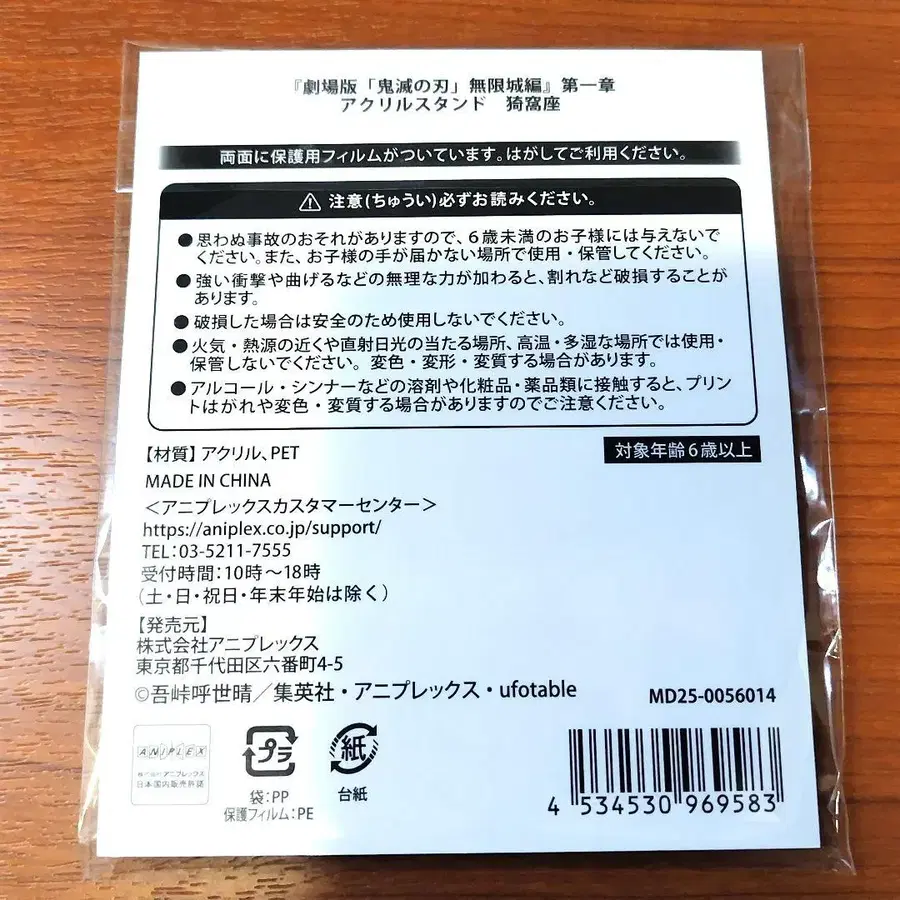 『劇場版「鬼滅の刃」無限城編』第一章
アクリルスタンド 猗窩座
両面に保護用フィルムがついています。はがしてご利用ください。
⚠ 注意(ちゅうい)必ずお読みください。
●思わぬ事故のおそれがありますので、6歳未満のお子様には与えないで
ください。また、お子様の手が届かない場所で使用・保管してください。
●強い衝撃や曲げるなどの無理な力が加わると、割れなど破損することが
あります。
●破損した場合は安全のため使用しないでください。
●火気・熱源の近くや直射日光の当たる場所、高温・多湿な場所では使用・
保管しないでください。変色・変形・変質する場合があります。
●アルコール・シンナーなどの溶剤や化粧品・薬品類に接触すると、プリン
トはがれや変色・変質する場合がありますのでご注意ください。
【材質】アクリル、PET
対象年齢6歳以上
MADE IN CHINA
<アニプレックスカスタマーセンター>
https://aniplex.co.jp/support/
TEL:03-5211-7555
受付時間:10時~18時
(土・日・祝日・年末年始は除く)
【発売元】
株式会社アニプレックス
東京都千代田区六番町4-5
©吾峠呼世晴/集英社・アニプレックス・ufotable
MD25-0056014
ANIPLEX
株式会社アニプレックス
日本国内販売許諾
プラ
袋:PP
保護フィルム:PE
紙
台紙
4 534530 969583